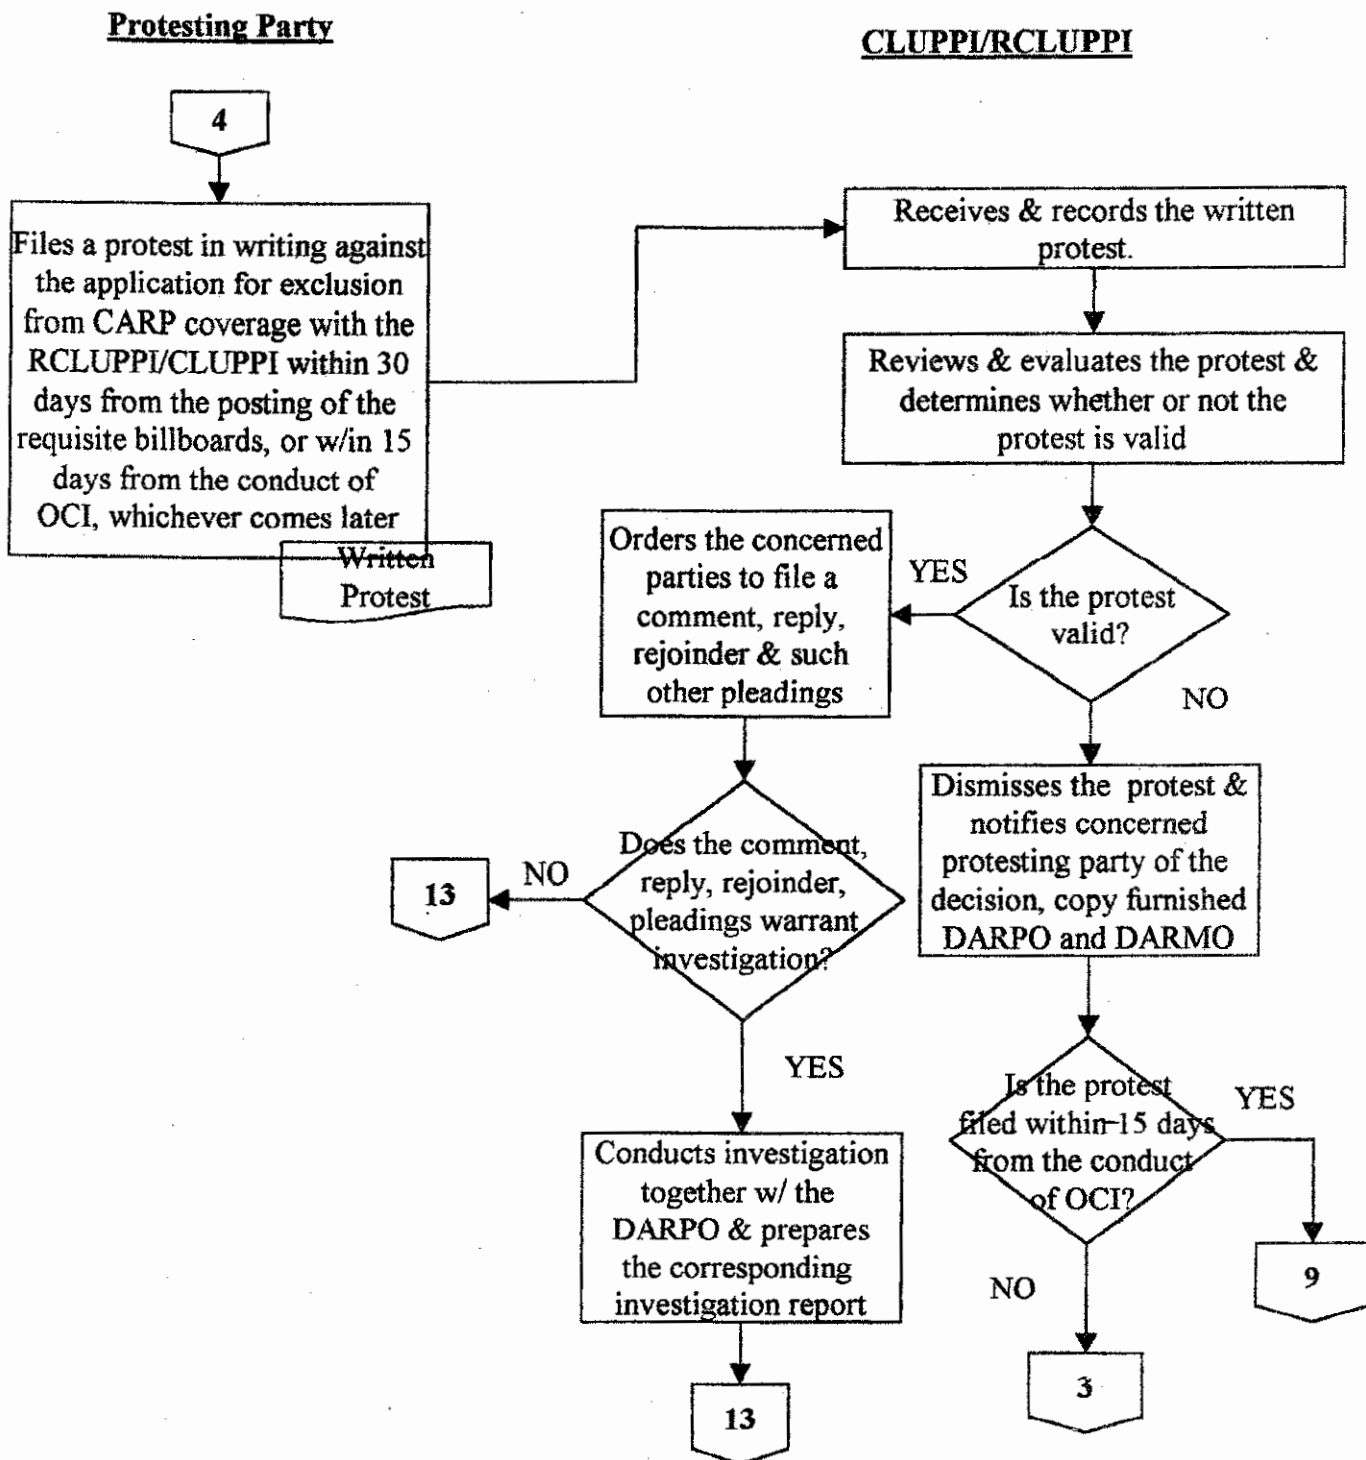 Protesting Party
CLUPPI/RCLUPPI
4
Files a protest in writing against
the application for exclusion
from CARP coverage with the
RCLUPPI/CLUPPI within 30
days from the posting of the
requisite billboards, or w/in 15
days from the conduct of
OCI, whichever comes later
Written
Protest
Receives & records the written
protest.
Reviews & evaluates the protest &
determines whether or not the
protest is valid
Is the protest
valid?
YES
NO
Orders the concerned
parties to file a
comment, reply,
rejoinder & such
other pleadings
Does the comment,
reply, rejoinder,
pleadings warrant
investigation?
NO
13
YES
Conducts investigation
together w/ the
DARPO & prepares
the corresponding
investigation report
13
Dismisses the protest &
notifies concerned
protesting party of the
decision, copy furnished
DARPO and DARMO
Is the protest
filed within 15 days
from the conduct
of OCI?
YES
9
NO
3